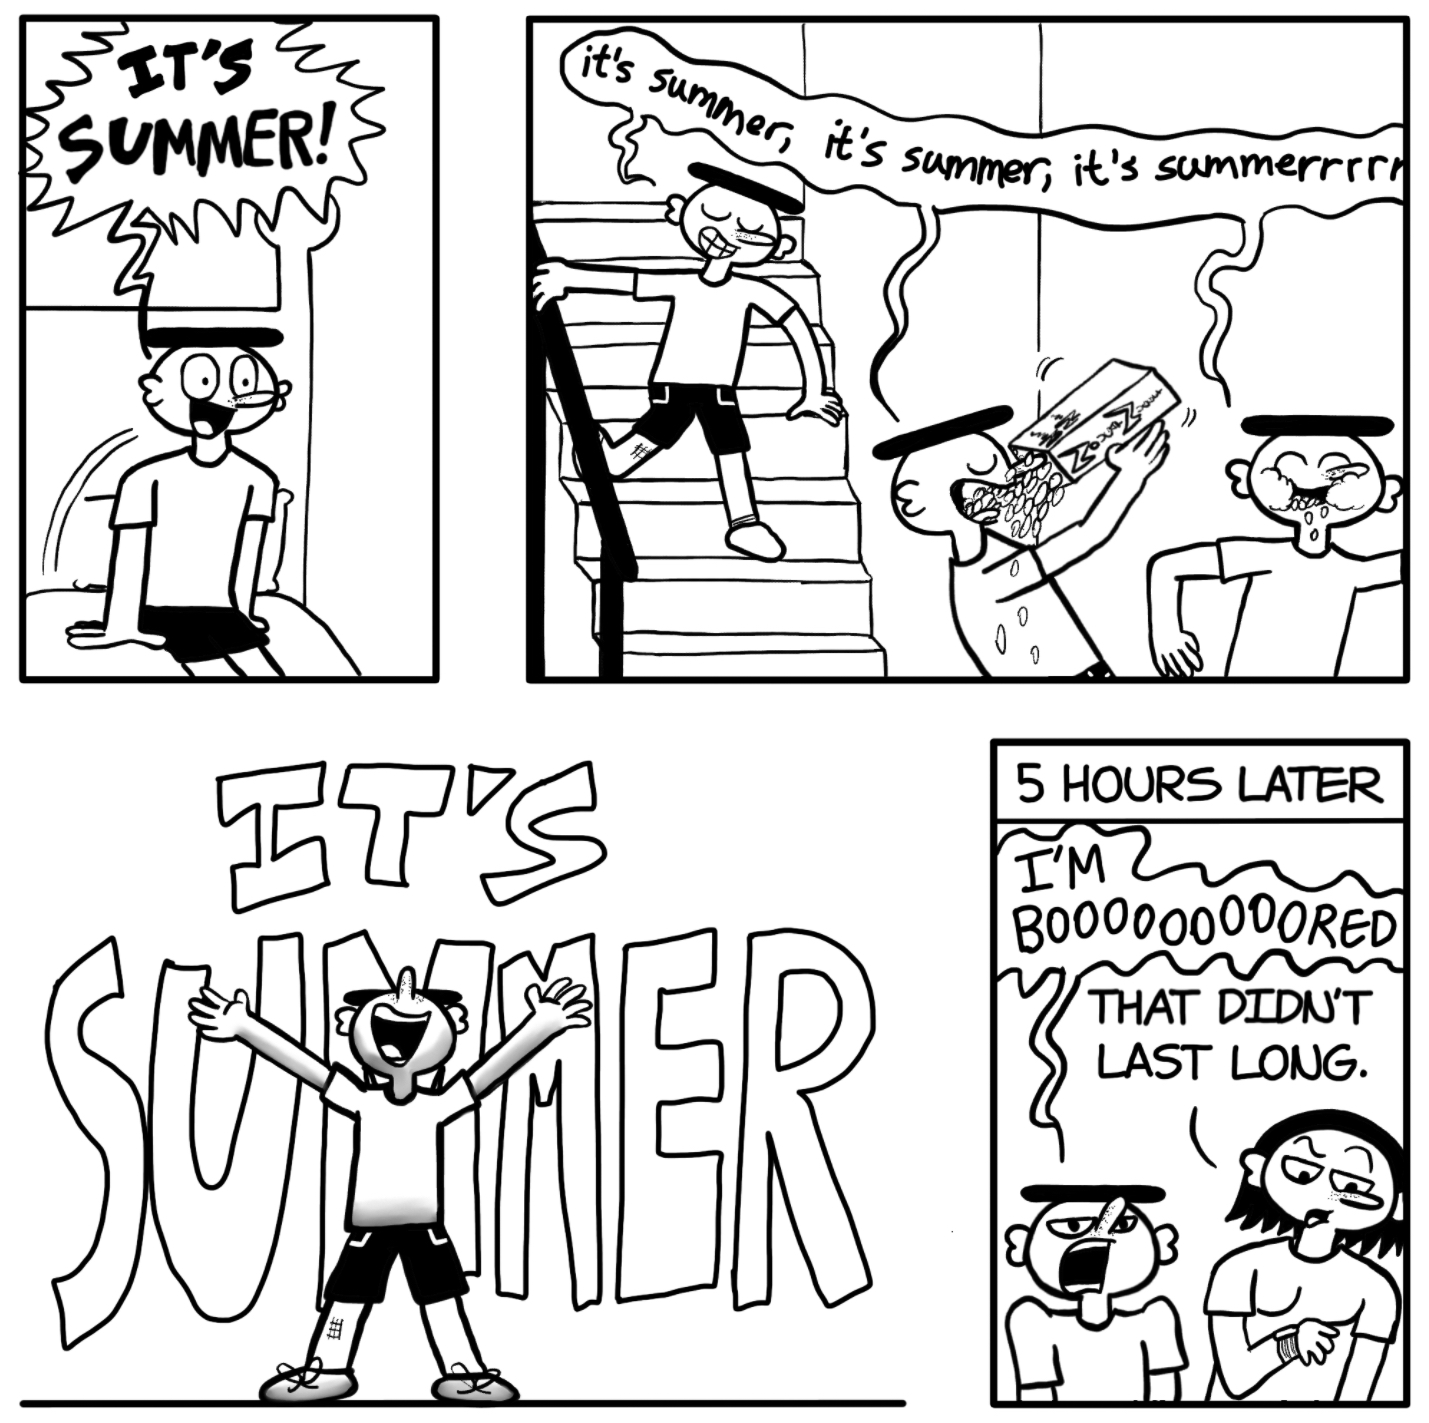 IT'S
SUMMER!
it's summer, it's summer, it's summerrrrr
IT'S
SUMMER
5 HOURS LATER
I'M
BOOOOOOOOORED
THAT DIDN'T
LAST LONG.